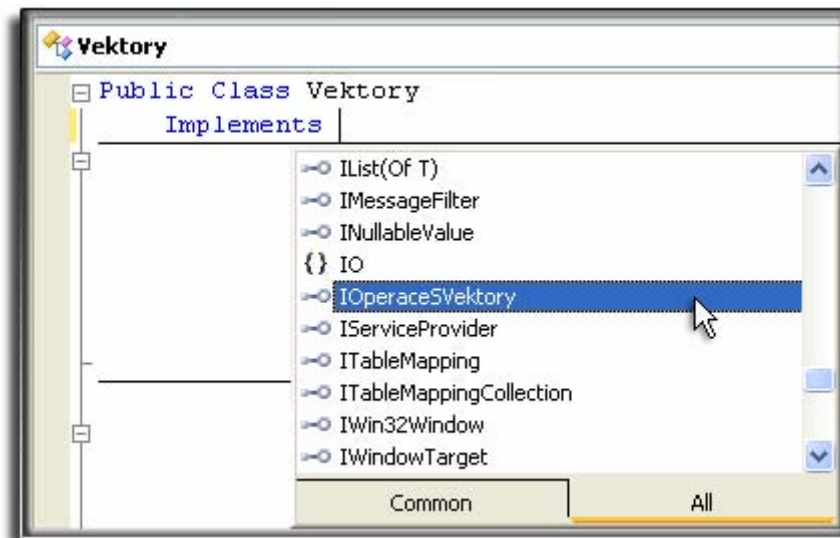 Vektory
Public Class Vektory
Implements
IList(Of T)
IMessageFilter
INullableValue
{} IO
IOperaceSVektory
IServiceProvider
ITableMapping
ITableMappingCollection
IWin32Window
IWindowTarget
Common All